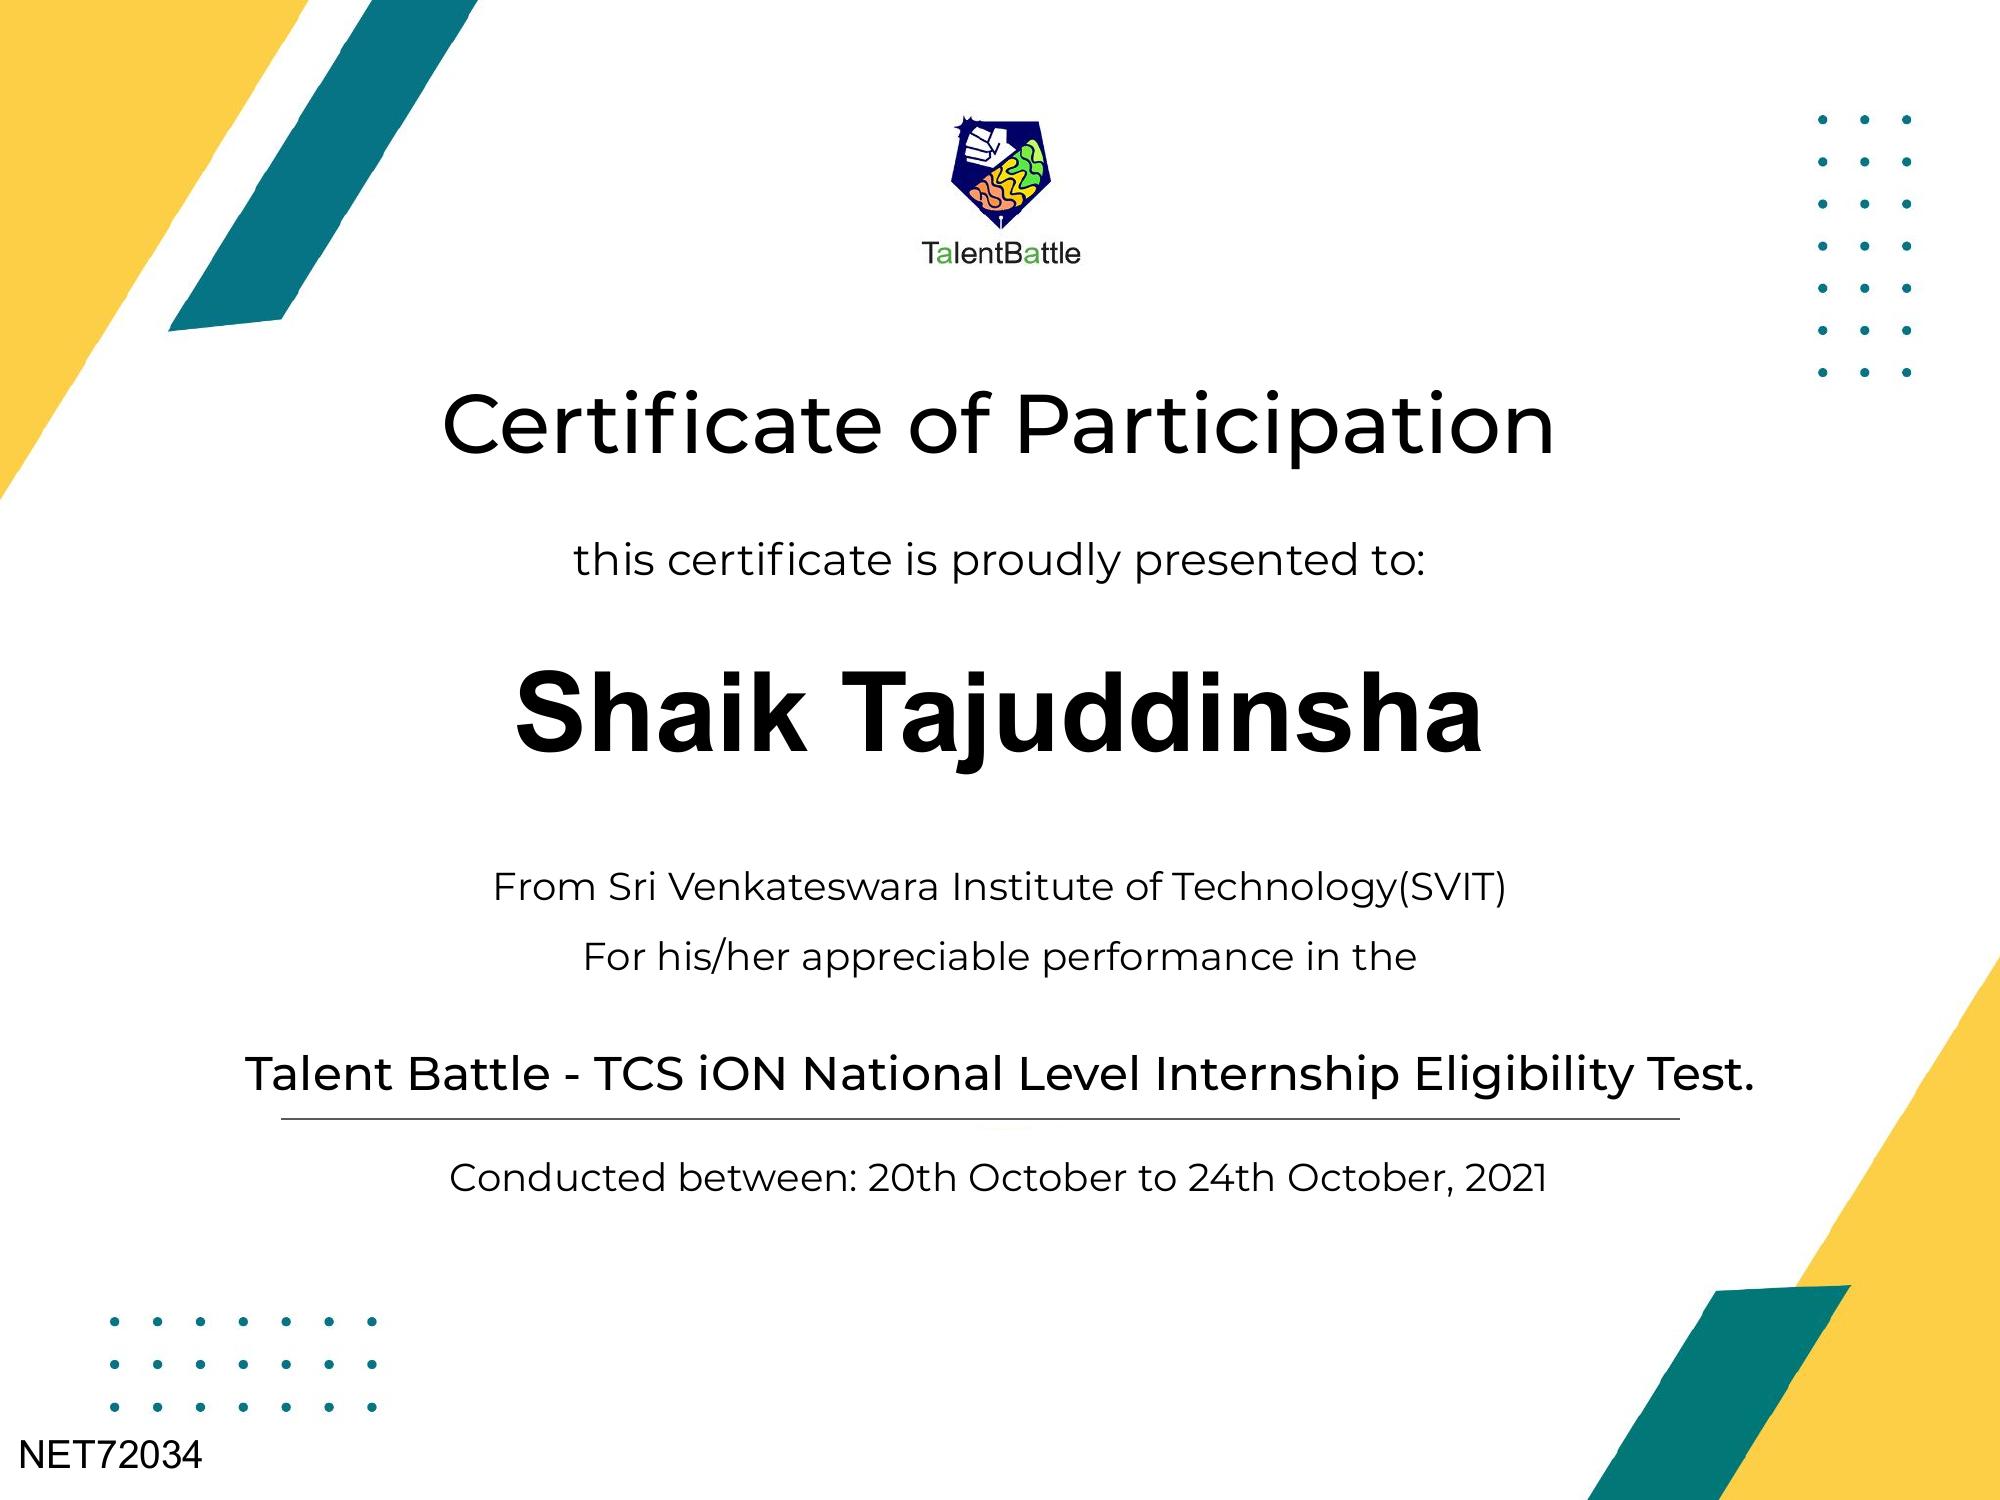 TalentBattle
Certificate of Participation
this certificate is proudly presented to:
Shaik Tajuddinsha
From Sri Venkateswara Institute of Technology(SVIT)
For his/her appreciable performance in the
Talent Battle - TCS iON National Level Internship Eligibility Test.
Conducted between: 20th October to 24th October, 2021
NET72034